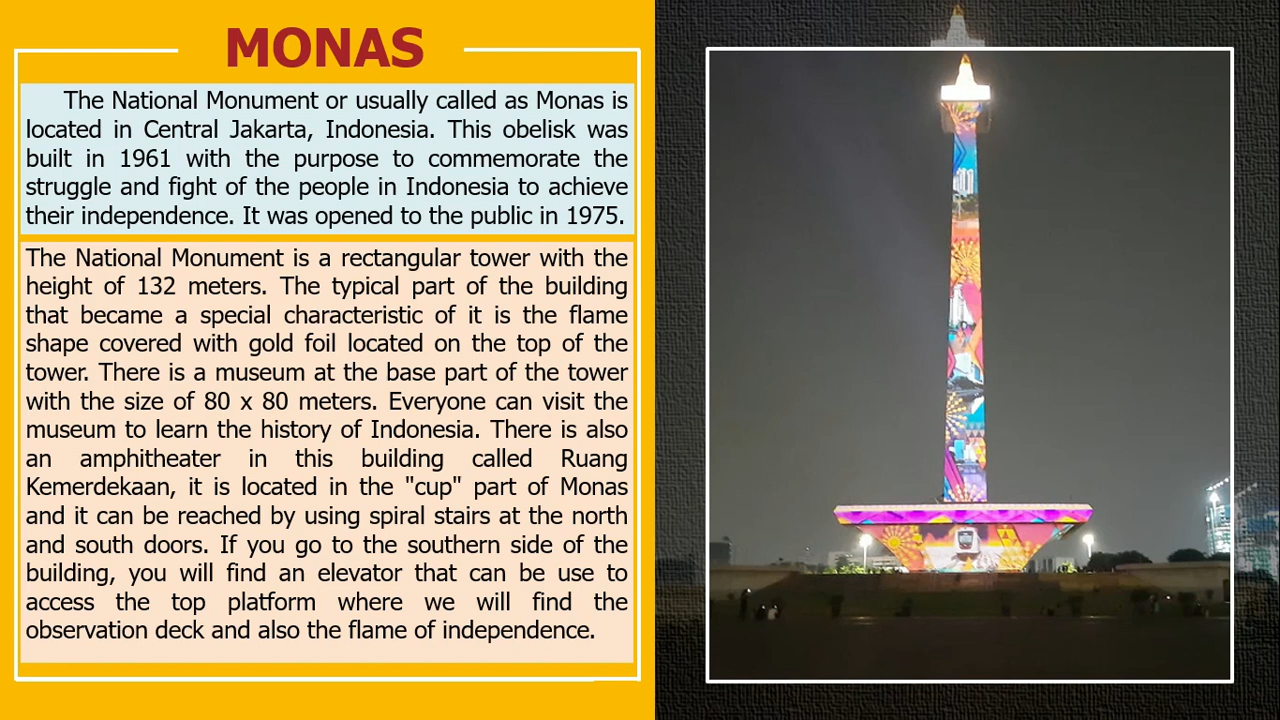 MONAS
The National Monument or usually called as Monas is
located in Central Jakarta, Indonesia. This obelisk was
built in 1961 with the purpose to commemorate the
struggle and fight of the people in Indonesia to achieve
their independence. It was opened to the public in 1975.
The National Monument is a rectangular tower with the
height of 132 meters. The typical part of the building
that became a special characteristic of it is the flame
shape covered with gold foil located on the top of the
tower. There is a museum at the base part of the tower
with the size of 80 x 80 meters. Everyone can visit the
museum to learn the history of Indonesia. There is also
an amphitheater in this building called Ruang
Kemerdekaan, it is located in the "cup" part of Monas
and it can be reached by using spiral stairs at the north
and south doors. If you go to the southern side of the
building, you will find an elevator that can be use to
access the top platform where we will find the
observation deck and also the flame of independence.